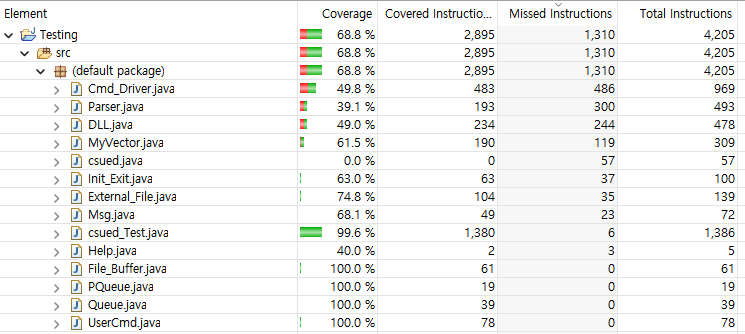 Element Coverage Covered Instructio... Missed Instructions Total Instructions
Testing 68.8 % 2,895 1,310 4,205
src 68.8 % 2,895 1,310 4,205
(default package) 68.8 % 2,895 1,310 4,205
Cmd_Driver.java 49.8 % 483 486 969
Parser.java 39.1 % 193 300 493
DLL.java 49.0 % 234 244 478
MyVector.java 61.5 % 190 119 309
csued.java 0.0 % 0 57 57
Init_Exit.java 63.0 % 63 37 100
External_File.java 74.8 % 104 35 139
Msg.java 68.1 % 49 23 72
csued_Test.java 99.6 % 1,380 6 1,386
Help.java 40.0 % 2 3 5
File_Buffer.java 100.0 % 61 0 61
PQueue.java 100.0 % 19 0 19
Queue.java 100.0 % 39 0 39
UserCmd.java 100.0 % 78 0 78